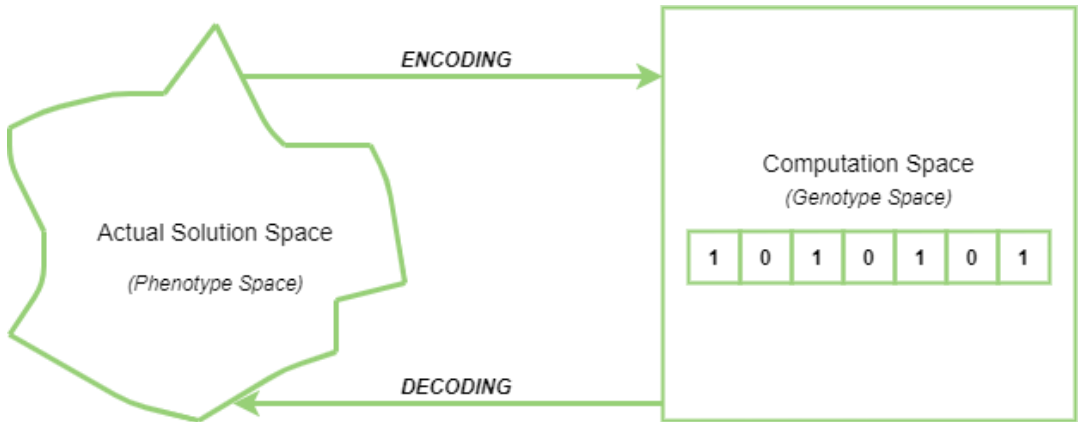 ENCODING
Actual Solution Space
(Phenotype Space)
Computation Space
(Genotype Space)
1 0 1 0 1 0 1
DECODING